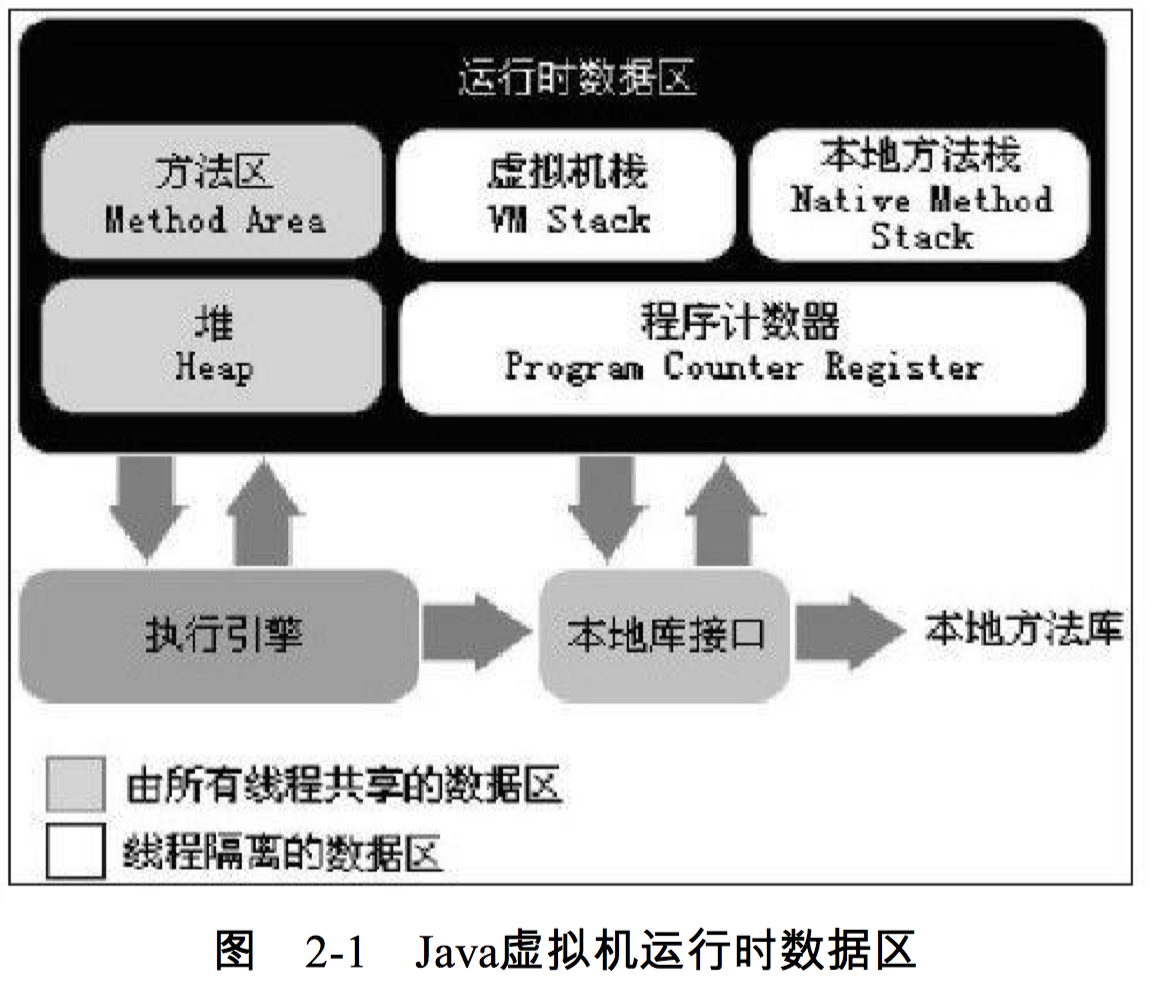 运行时数据区
方法区
Method Area
虚拟机栈
VM Stack
本地方法栈
Native Method
Stack
堆
Heap
程序计数器
Program Counter Register
执行引擎
本地库接口
本地方法库
由所有线程共享的数据区
线程隔离的数据区
图 2-1 Java虚拟机运行时数据区